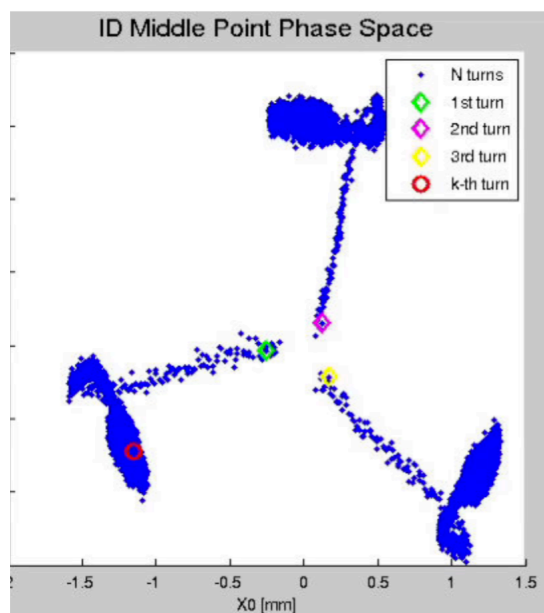 ID Middle Point Phase Space
N turns
1st turn
2nd turn
3rd turn
k-th turn
2 -1.5 -1 -0.5 0 0.5 1 1.5
X0 [mm]